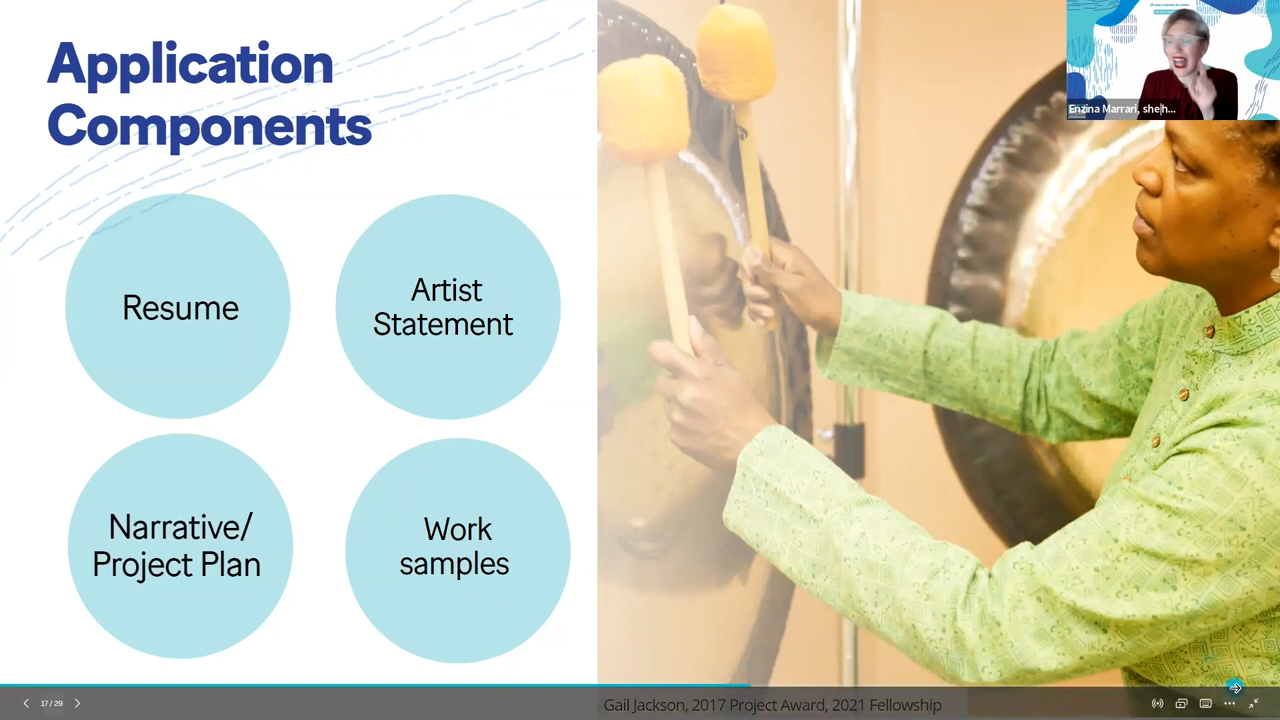 Application
Components
Resume
Artist
Statement
Narrative/
Project Plan
Work
samples
Enzina Marrari, she|h...
17 / 29
Gail Jackson, 2017 Project Award, 2021 Fellowship